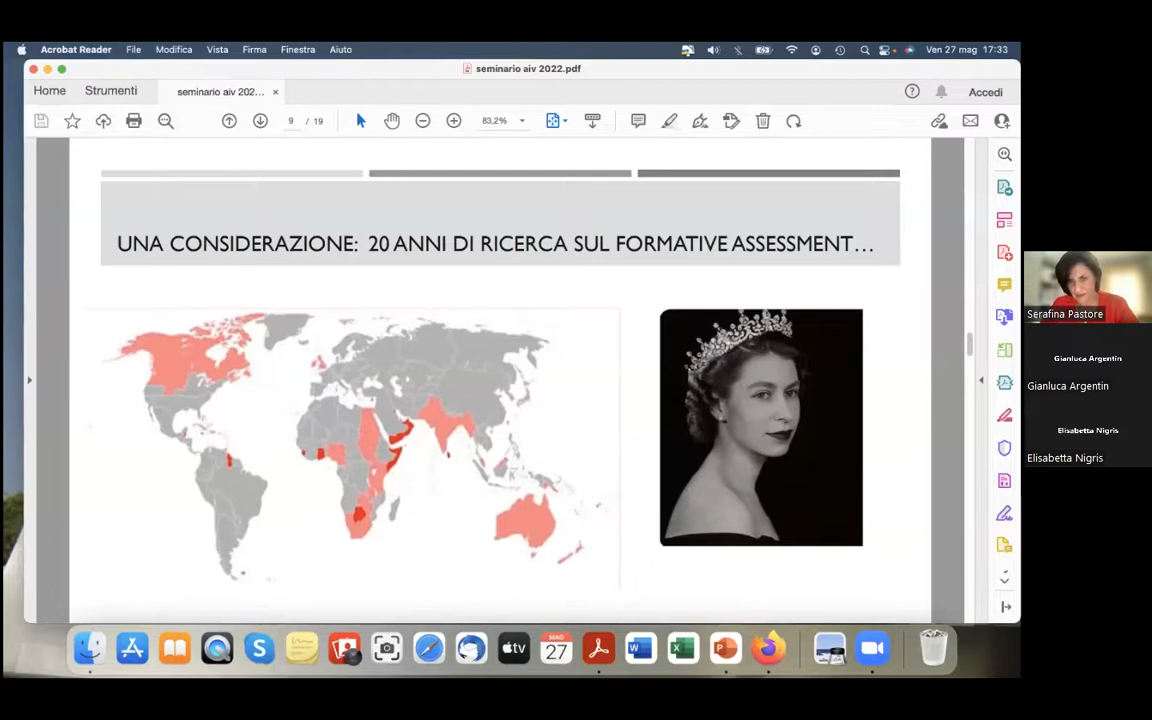 Acrobat Reader File Modifica Vista Firma Finestra Aiuto Ven 27 mag 17:33
seminario aiv 2022.pdf
Home Strumenti seminario aiv 202... × Accedi
9 / 19 83,2%
UNA CONSIDERAZIONE: 20 ANNI DI RICERCA SUL FORMATIVE ASSESSMENT...
Serafina Pastore
Gianluca Argentin
Gianluca Argentin
Elisabetta Nigris
Elisabetta Nigris
MAG
27
tv